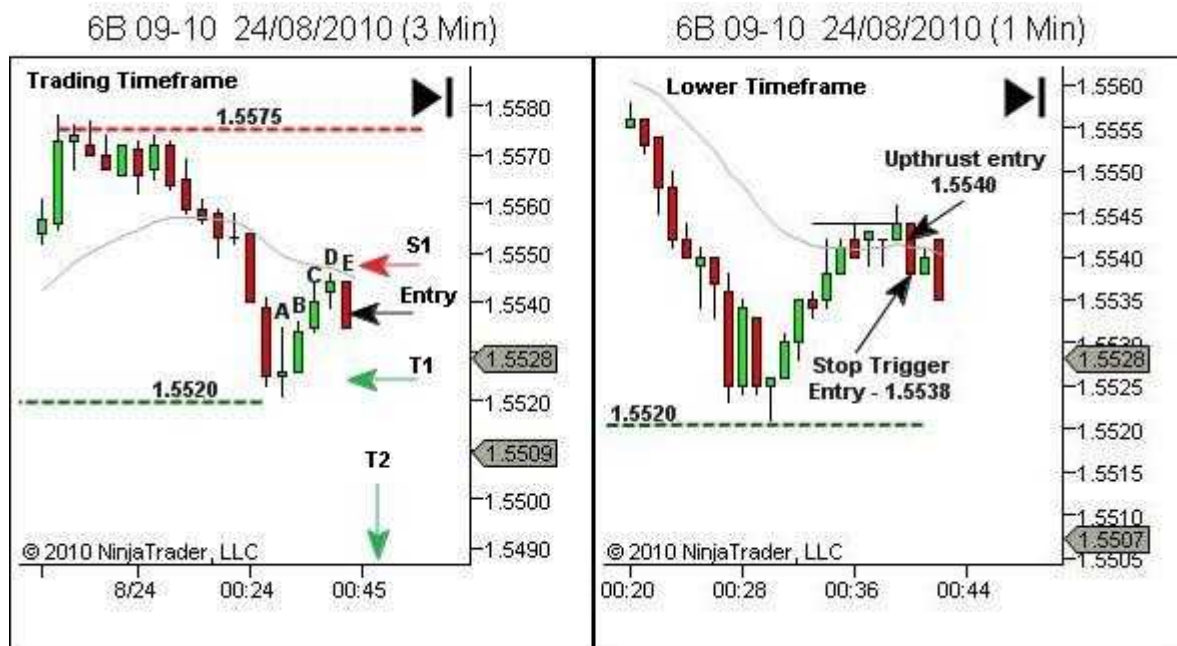 6B 09-10 24/08/2010 (3 Min)
Trading Timeframe
1.5575
S1
D E
C
Entry
A B
T1
1.5520
T2
1.5580
1.5570
1.5560
1.5550
1.5540
1.5528
1.5520
1.5509
1.5500
1.5490
© 2010 NinjaTrader, LLC
8/24
00:24
00:45
6B 09-10 24/08/2010 (1 Min)
Lower Timeframe
Upthrust entry
1.5540
Stop Trigger
Entry - 1.5538
1.5520
1.5560
1.5555
1.5550
1.5545
1.5540
1.5535
1.5528
1.5525
1.5520
1.5515
1.5510
1.5507
1.5505
© 2010 NinjaTrader, LLC
00:20
00:28
00:36
00:44